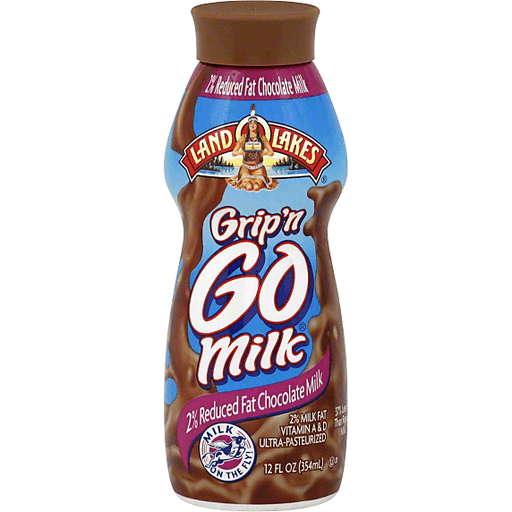 2% Reduced Fat Chocolate Milk
LAND O LAKES®
Grip'n
GO
Milk®
2% Reduced Fat Chocolate Milk
2% MILK FAT
VITAMIN A & D
ULTRA-PASTEURIZED
37%
MILK
ON THE FLY!
12 FL OZ (354mL)